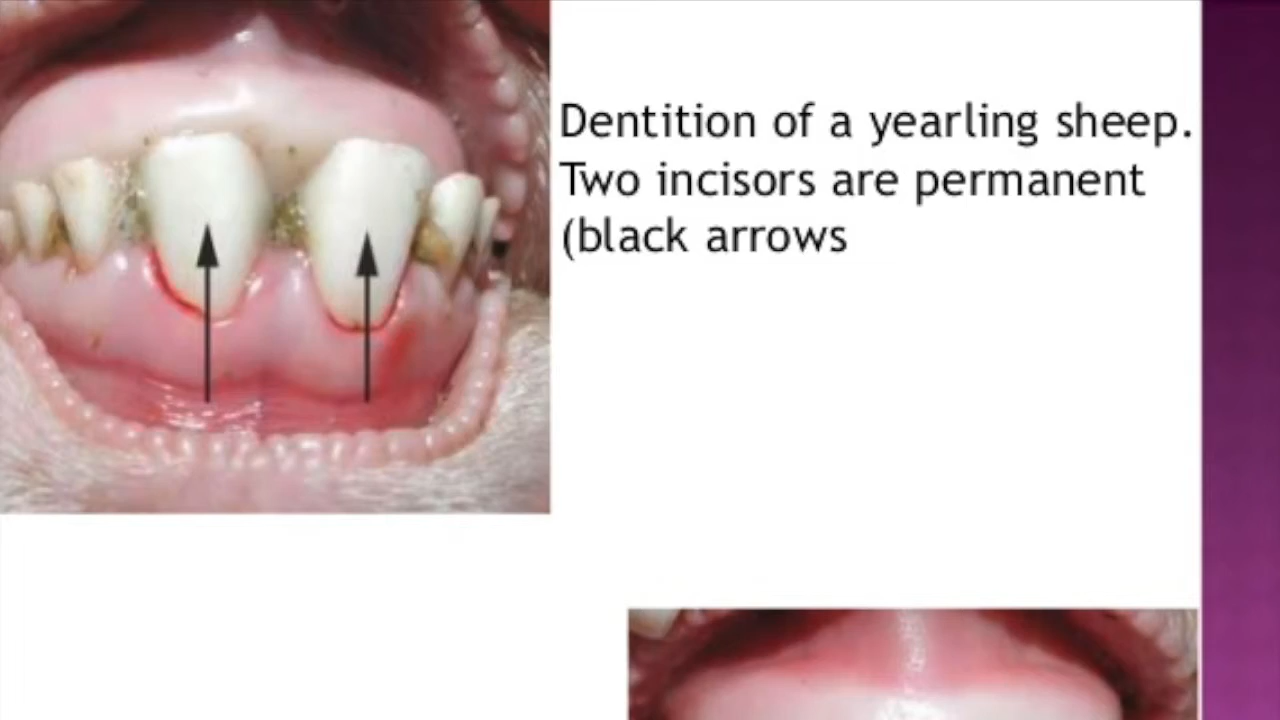 Dentition of a yearling sheep.
Two incisors are permanent
(black arrows